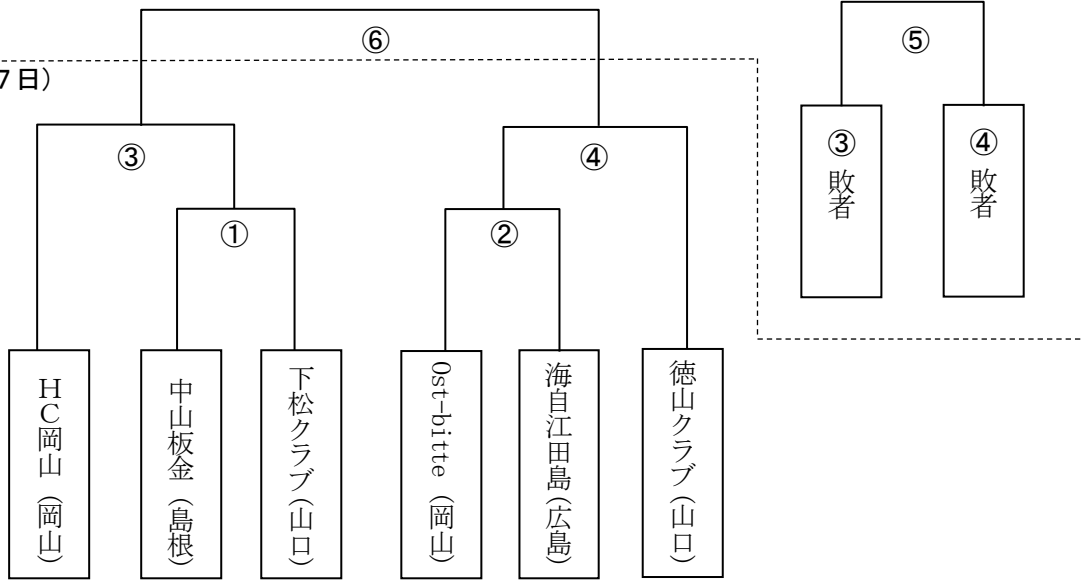 ⑥
⑤
7日）
③
④
①
②
③敗者
④敗者
ＨＣ岡山（岡山）
中山板金（島根）
下松クラブ(山口)
Ost-bitte（岡山）
海自江田島(広島)
徳山クラブ(山口)